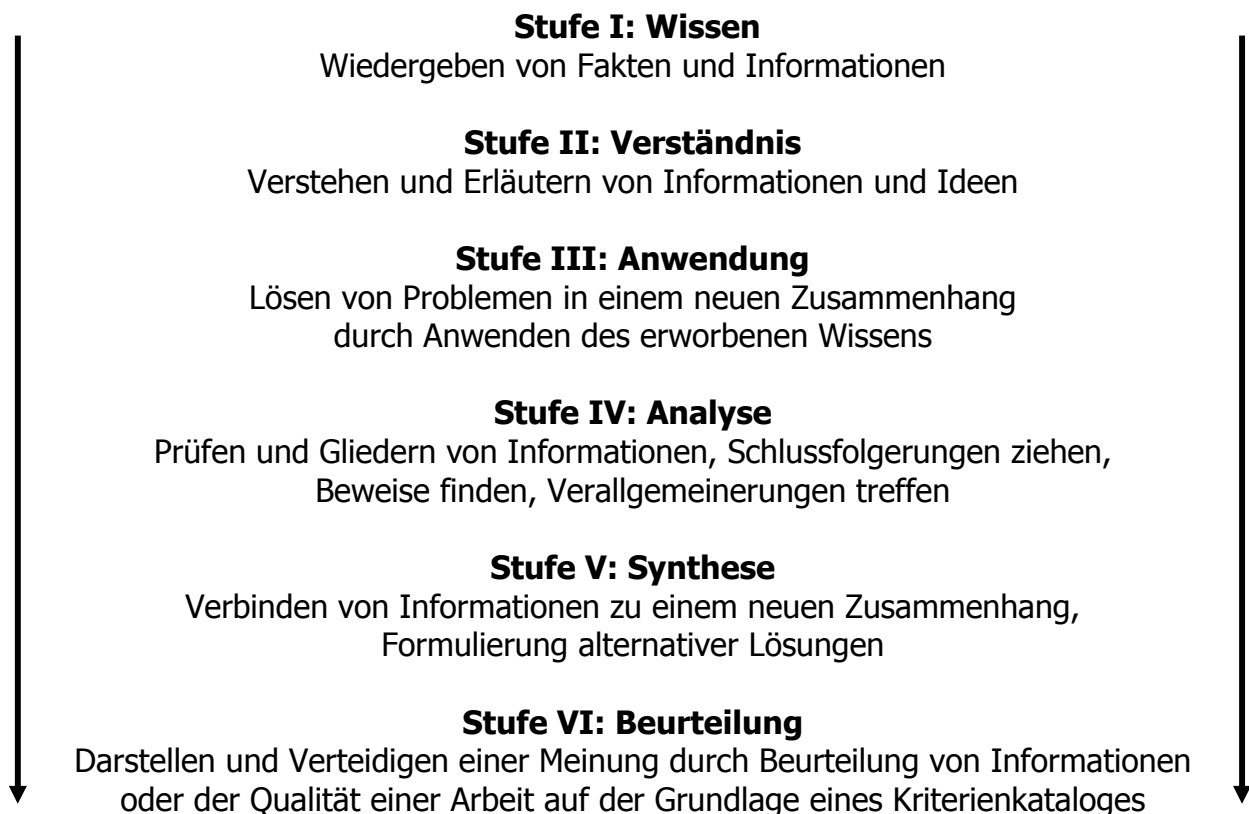 Stufe I: Wissen
Wiedergeben von Fakten und Informationen
Stufe II: Verständnis
Verstehen und Erläutern von Informationen und Ideen
Stufe III: Anwendung
Lösen von Problemen in einem neuen Zusammenhang
durch Anwenden des erworbenen Wissens
Stufe IV: Analyse
Prüfen und Gliedern von Informationen, Schlussfolgerungen ziehen,
Beweise finden, Verallgemeinerungen treffen
Stufe V: Synthese
Verbinden von Informationen zu einem neuen Zusammenhang,
Formulierung alternativer Lösungen
Stufe VI: Beurteilung
Darstellen und Verteidigen einer Meinung durch Beurteilung von Informationen
oder der Qualität einer Arbeit auf der Grundlage eines Kriterienkataloges